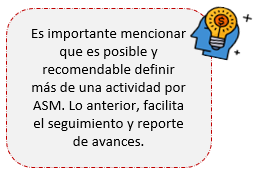 Es importante mencionar
que es posible y
recomendable definir
más de una actividad por
ASM. Lo anterior, facilita
el seguimiento y reporte
de avances.